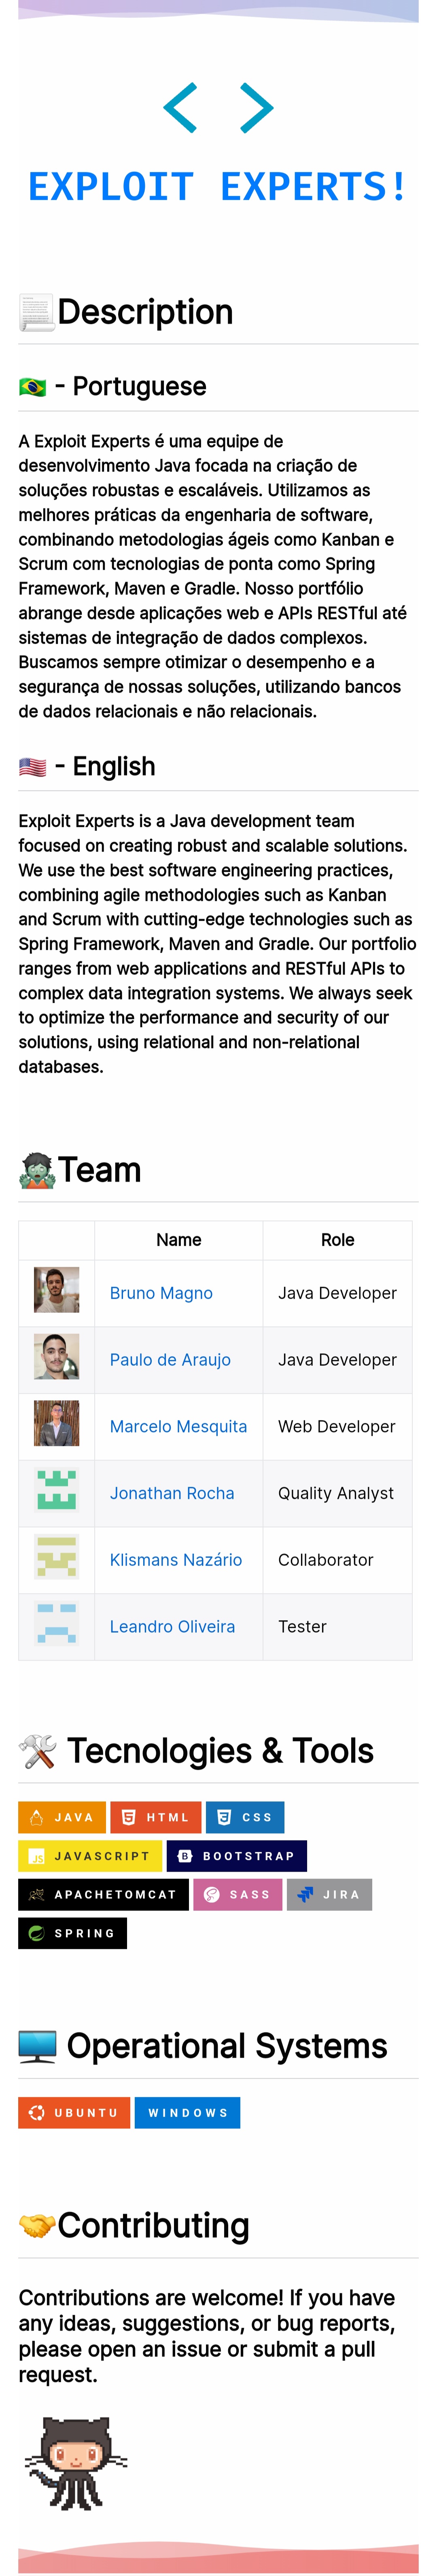 < >
EXPLOIT EXPERTS!
Description
- Portuguese
A Exploit Experts é uma equipe de
desenvolvimento Java focada na criação de
soluções robustas e escaláveis. Utilizamos as
melhores práticas da engenharia de software,
combinando metodologias ágeis como Kanban e
Scrum com tecnologias de ponta como Spring
Framework, Maven e Gradle. Nosso portfólio
abrange desde aplicações web e APIs RESTful até
sistemas de integração de dados complexos.
Buscamos sempre otimizar o desempenho e a
segurança de nossas soluções, utilizando bancos
de dados relacionais e não relacionais.
- English
Exploit Experts is a Java development team
focused on creating robust and scalable solutions.
We use the best software engineering practices,
combining agile methodologies such as Kanban
and Scrum with cutting-edge technologies such as
Spring Framework, Maven and Gradle. Our portfolio
ranges from web applications and RESTful APIs to
complex data integration systems. We always seek
to optimize the performance and security of our
solutions, using relational and non-relational
databases.
Team
Name Role
Bruno Magno Java Developer
Paulo de Araujo Java Developer
Marcelo Mesquita Web Developer
Jonathan Rocha Quality Analyst
Klismans Nazário Collaborator
Leandro Oliveira Tester
Tecnologies & Tools
JAVA HTML CSS
JAVASCRIPT BOOTSTRAP
APACHETOMCAT SASS JIRA
SPRING
Operational Systems
UBUNTU WINDOWS
Contributing
Contributions are welcome! If you have
any ideas, suggestions, or bug reports,
please open an issue or submit a pull
request.